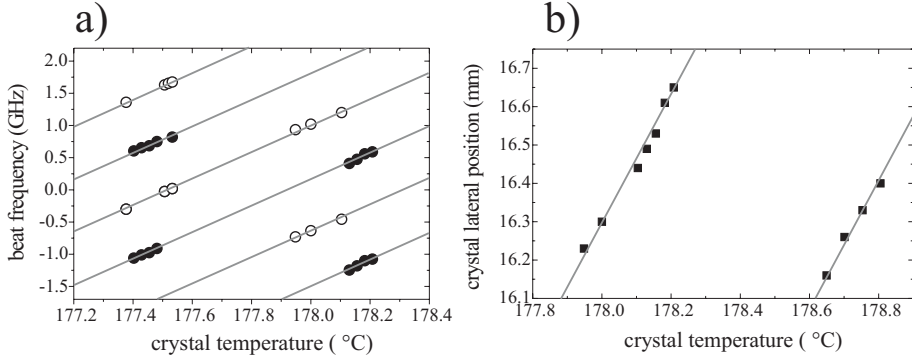 a)
b)
beat frequency (GHz)
2.0
1.5
1.0
0.5
0.0
-0.5
-1.0
-1.5
177.2 177.4 177.6 177.8 178.0 178.2 178.4
crystal temperature ( °C)
crystal lateral position (mm)
16.7
16.6
16.5
16.4
16.3
16.2
16.1
177.8 178.0 178.2 178.4 178.6 178.8
crystal temperature ( °C)